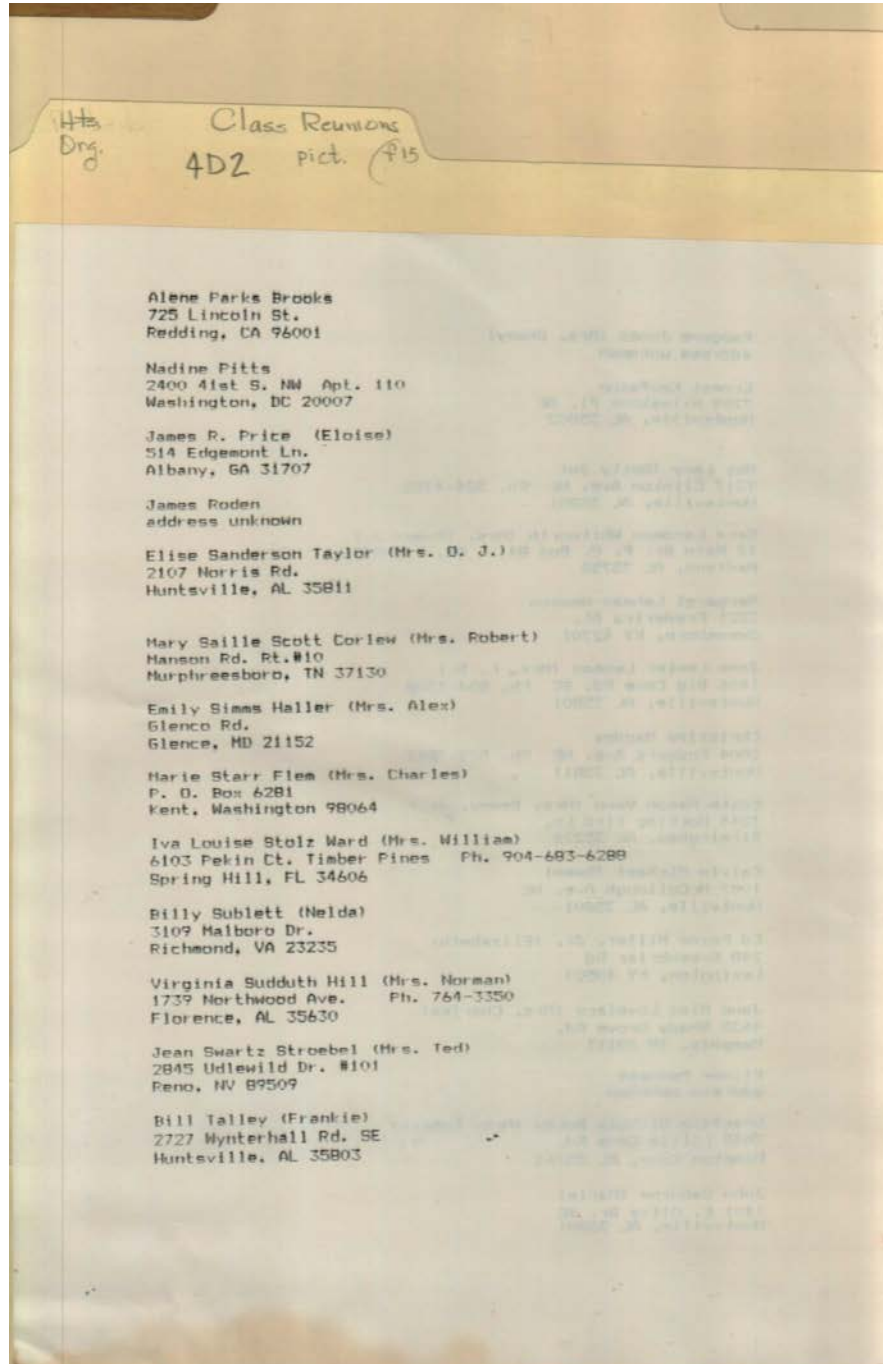 Hts
Org.
Class Reunions
4D2 pict. P15
Alene Parks Brooks
725 Lincoln St.
Redding, CA 96001
Nadine Pitts
2400 41st S. NW Apt. 110
Washington, DC 20007
James R. Price (Eloise)
514 Edgemont Ln.
Albany, GA 31707
James Roden
address unknown
Elise Sanderson Taylor (Mrs. O. J.)
2107 Norris Rd.
Huntsville, AL 35811
Mary Saille Scott Corlew (Mrs. Robert)
Manson Rd. Rt.#10
Murphreesboro, TN 37130
Emily Simms Haller (Mrs. Alex)
Glenco Rd.
Glence, MD 21152
Marie Starr Flem (Mrs. Charles)
P. O. Box 6281
Kent, Washington 98064
Iva Louise Stolz Ward (Mrs. William)
6103 Pekin Ct. Timber Pines Ph. 904-683-6288
Spring Hill, FL 34606
Billy Sublett (Nelda)
3109 Malboro Dr.
Richmond, VA 23235
Virginia Sudduth Hill (Mrs. Norman)
1739 Northwood Ave. Ph. 764-3350
Florence, AL 35630
Jean Swartz Stroebel (Mrs. Ted)
2845 Udlewild Dr. #101
Reno, NV 89509
Bill Talley (Frankie)
2727 Wynterhall Rd. SE
Huntsville, AL 35803